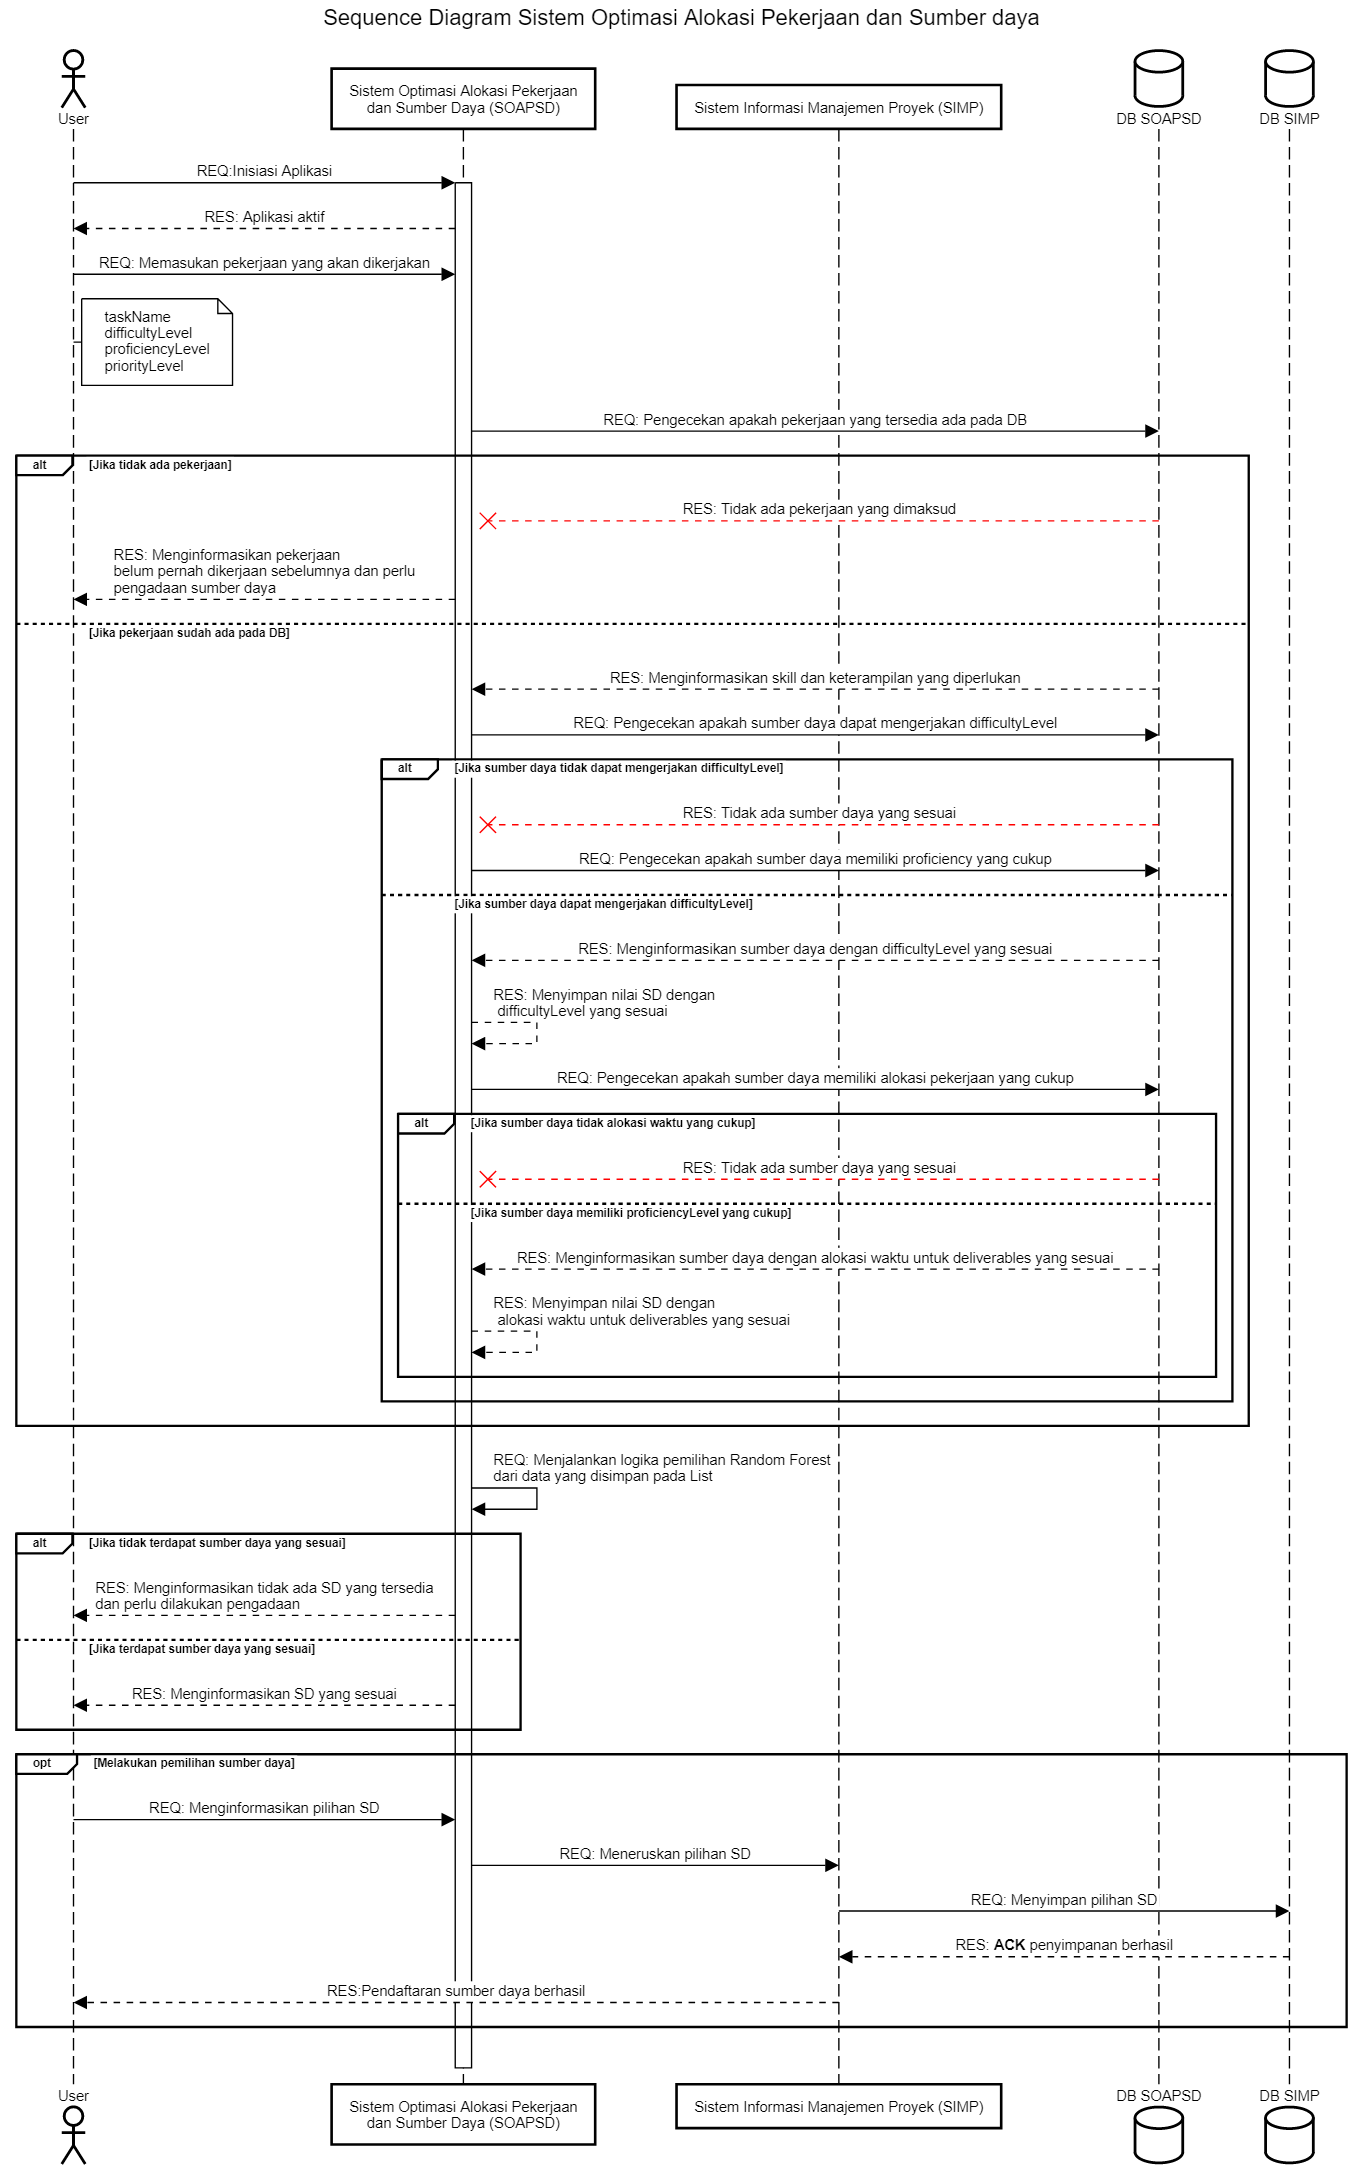 Sequence Diagram Sistem Optimasi Alokasi Pekerjaan dan Sumber daya
User
Sistem Optimasi Alokasi Pekerjaan
dan Sumber Daya (SOAPSD)
Sistem Informasi Manajemen Proyek (SIMP)
DB SOAPSD
DB SIMP
REQ:Inisiasi Aplikasi
RES: Aplikasi aktif
REQ: Memasukan pekerjaan yang akan dikerjakan
taskName
difficultyLevel
proficiencyLevel
priorityLevel
REQ: Pengecekan apakah pekerjaan yang tersedia ada pada DB
alt
[Jika tidak ada pekerjaan]
RES: Tidak ada pekerjaan yang dimaksud
RES: Menginformasikan pekerjaan
belum pernah dikerjaan sebelumnya dan perlu
pengadaan sumber daya
[Jika pekerjaan sudah ada pada DB]
RES: Menginformasikan skill dan keterampilan yang diperlukan
REQ: Pengecekan apakah sumber daya dapat mengerjakan difficultyLevel
alt
[Jika sumber daya tidak dapat mengerjakan difficultyLevel]
RES: Tidak ada sumber daya yang sesuai
REQ: Pengecekan apakah sumber daya memiliki proficiency yang cukup
[Jika sumber daya dapat mengerjakan difficultyLevel]
RES: Menginformasikan sumber daya dengan difficultyLevel yang sesuai
RES: Menyimpan nilai SD dengan
difficultyLevel yang sesuai
REQ: Pengecekan apakah sumber daya memiliki alokasi pekerjaan yang cukup
alt
[Jika sumber daya tidak alokasi waktu yang cukup]
RES: Tidak ada sumber daya yang sesuai
[Jika sumber daya memiliki proficiencyLevel yang cukup]
RES: Menginformasikan sumber daya dengan alokasi waktu untuk deliverables yang sesuai
RES: Menyimpan nilai SD dengan
alokasi waktu untuk deliverables yang sesuai
REQ: Menjalankan logika pemilihan Random Forest
dari data yang disimpan pada List
alt
[Jika tidak terdapat sumber daya yang sesuai]
RES: Menginformasikan tidak ada SD yang tersedia
dan perlu dilakukan pengadaan
[Jika terdapat sumber daya yang sesuai]
RES: Menginformasikan SD yang sesuai
opt
[Melakukan pemilihan sumber daya]
REQ: Menginformasikan pilihan SD
REQ: Meneruskan pilihan SD
REQ: Menyimpan pilihan SD
RES: ACK penyimpanan berhasil
RES:Pendaftaran sumber daya berhasil
User
Sistem Optimasi Alokasi Pekerjaan
dan Sumber Daya (SOAPSD)
Sistem Informasi Manajemen Proyek (SIMP)
DB SOAPSD
DB SIMP